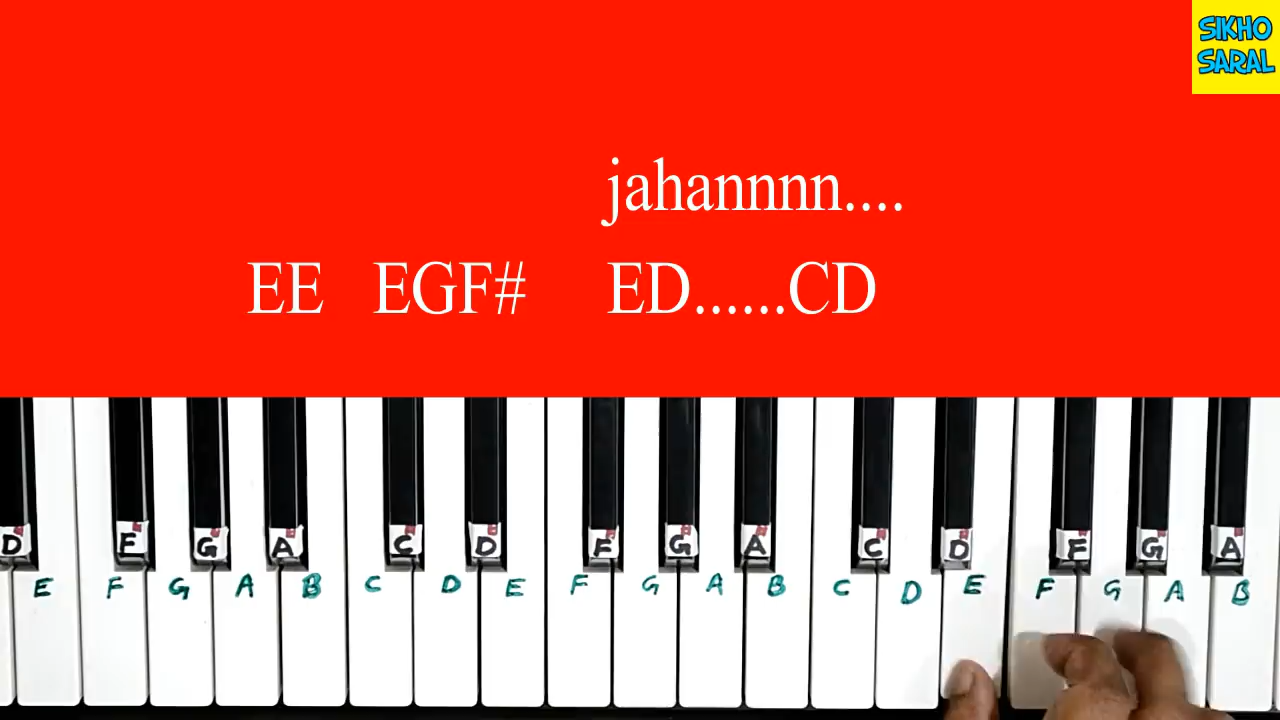 SIKHO
SARAL
jahannnn....
EE EGF# ED......CD
D F G A C D F G A C D F G A
E F G A B C D E F G A B C D E F G A B